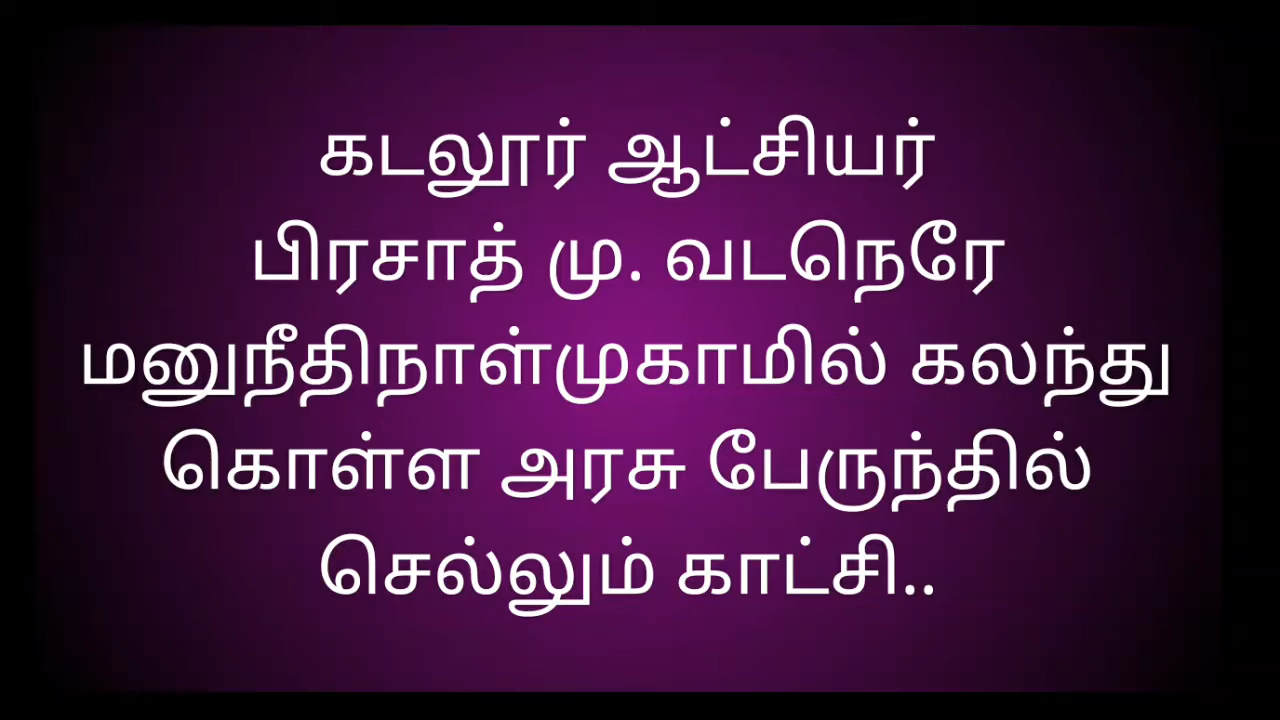 கடலூர் ஆட்சியர்
பிரசாத் மு. வடநெரே
மனுநீதிநாள்முகாமில் கலந்து
கொள்ள அரசு பேருந்தில்
செல்லும் காட்சி..